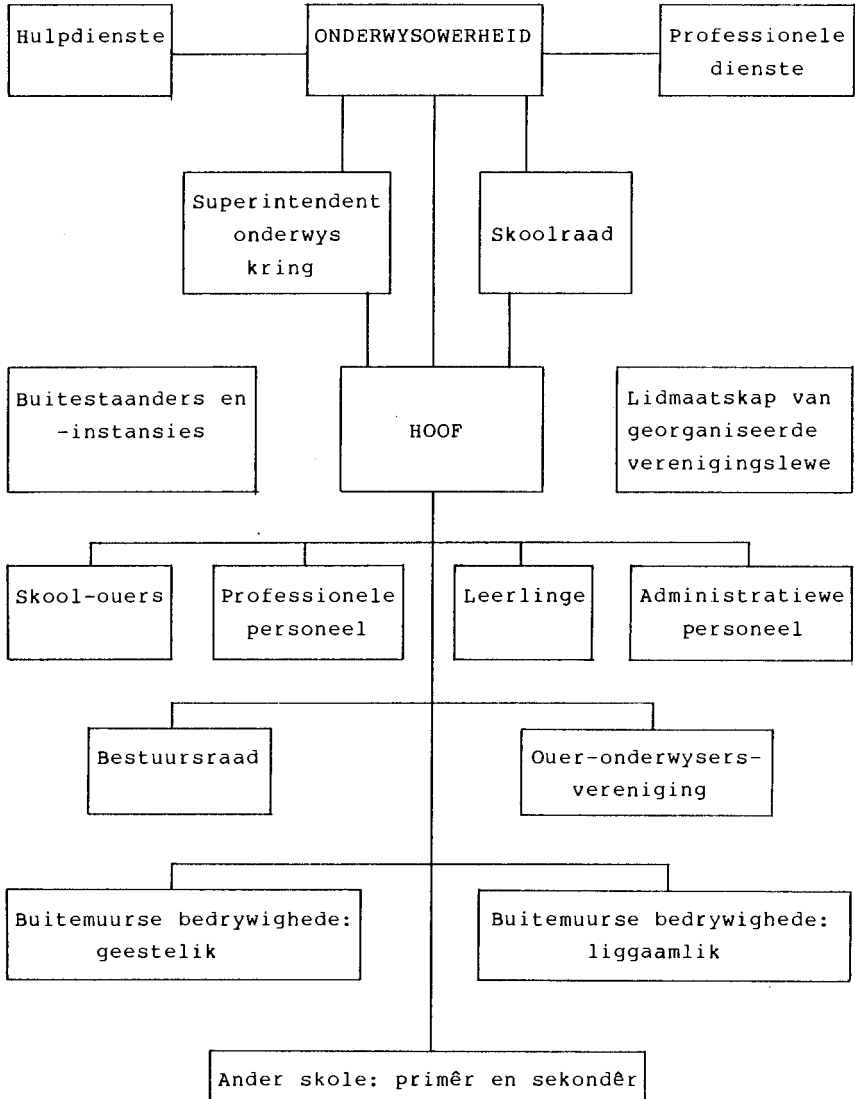 Hulpdienste
ONDERWYSOWERHEID
Professionele
dienste
Superintendent
onderwys
kring
Skoolraad
Buitestaanders en
-instansies
HOOF
Lidmaatskap van
georganiseerde
verenigingslewe
Skool-ouers
Professionele
personeel
Leerlinge
Administratiewe
personeel
Bestuursraad
Ouer-onderwysers-
vereniging
Buitemuurse bedrywighede:
geestelik
Buitemuurse bedrywighede:
liggaamlik
Ander skole: primêr en sekondêr